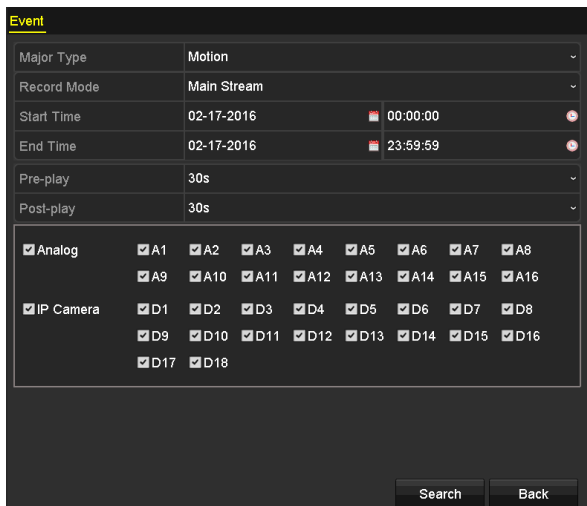 Event
Major Type Motion
Record Mode Main Stream
Start Time 02-17-2016 00:00:00
End Time 02-17-2016 23:59:59
Pre-play 30s
Post-play 30s
Analog A1 A2 A3 A4 A5 A6 A7 A8
A9 A10 A11 A12 A13 A14 A15 A16
IP Camera D1 D2 D3 D4 D5 D6 D7 D8
D9 D10 D11 D12 D13 D14 D15 D16
D17 D18
Search Back